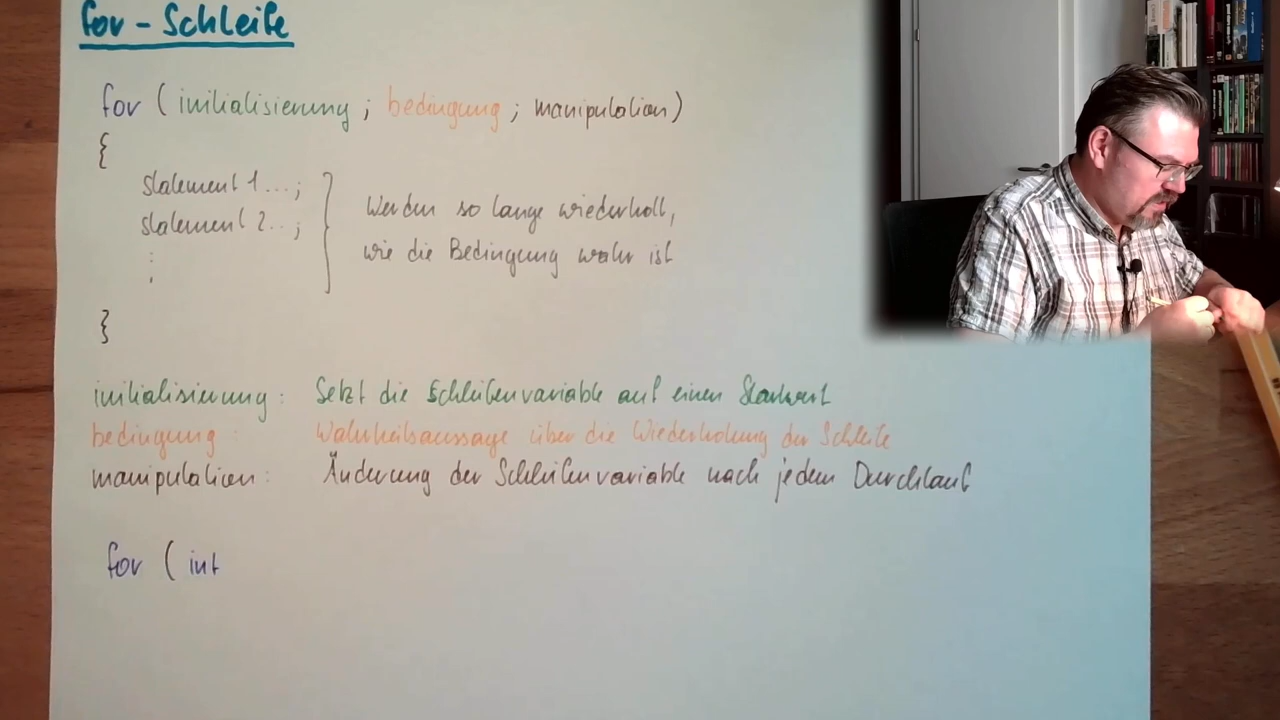 for - Schleife
for ( initialisierung ; bedingung ; manipulation )
{
statement 1 ... ;
statement 2 .. ;
:
;
Werden so lange wiederholt,
wie die Bedingung wahr ist
}
initialisierung : Setzt die Schleifenvariable auf einen Startwert
bedingung : Wahrheitsaussage über die Wiederholung der Schleife
manipulation : Änderung der Schleifenvariable nach jedem Durchlauf
for ( int